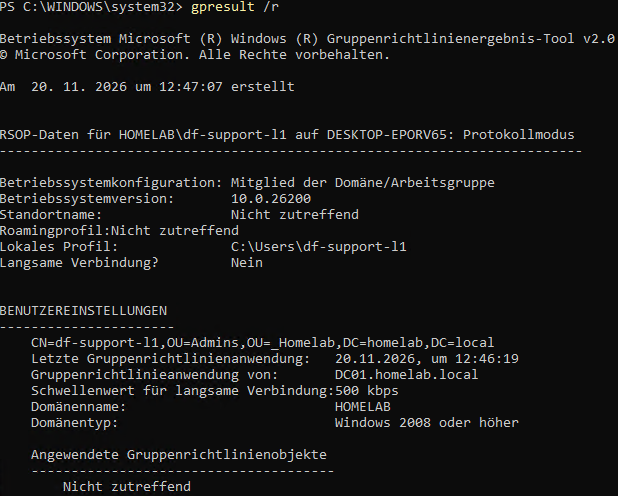 PS C:\WINDOWS\system32> gpresult /r
Betriebssystem Microsoft (R) Windows (R) Gruppenrichtlinienergebnis-Tool v2.0
© Microsoft Corporation. Alle Rechte vorbehalten.
Am  20. 11. 2026 um 12:47:07 erstellt
RSOP-Daten für HOMELAB\df-support-l1 auf DESKTOP-EPORV65: Protokollmodus
-------------------------------------------------------------------------
Betriebssystemkonfiguration: Mitglied der Domäne/Arbeitsgruppe
Betriebssystemversion:       10.0.26200
Standortname:                Nicht zutreffend
Roamingprofil:Nicht zutreffend
Lokales Profil:              C:\Users\df-support-l1
Langsame Verbindung?         Nein
BENUTZEREINSTELLUNGEN
----------------------
    CN=df-support-l1,OU=Admins,OU=_Homelab,DC=homelab,DC=local
    Letzte Gruppenrichtlinienanwendung:   20.11.2026, um 12:46:19
    Gruppenrichtlinieanwendung von:       DC01.homelab.local
    Schwellenwert für langsame Verbindung:500 kbps
    Domänenname:                          HOMELAB
    Domänentyp:                           Windows 2008 oder höher
    Angewendete Gruppenrichtlinienobjekte
    --------------------------------------
        Nicht zutreffend